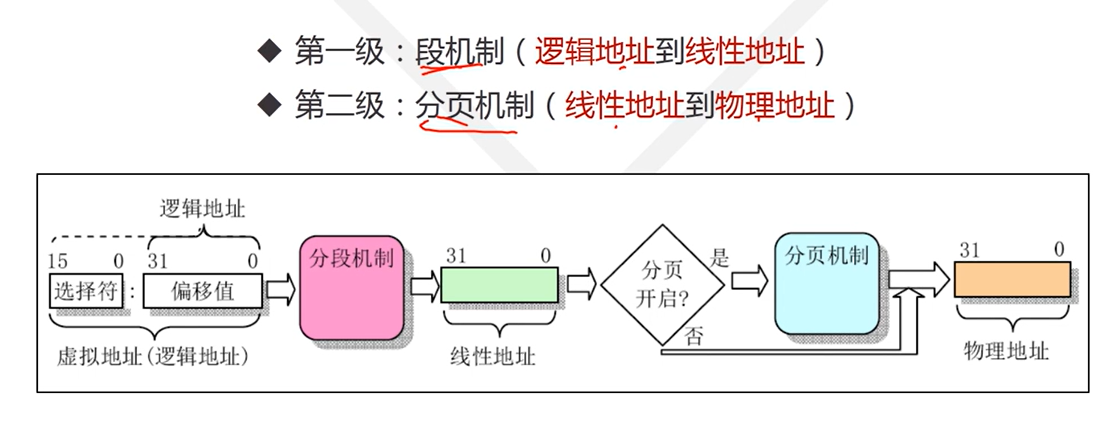 ◆ 第一级：段机制（逻辑地址到线性地址）
◆ 第二级：分页机制（线性地址到物理地址）
逻辑地址
15 0 31 0
选择符 : 偏移值
虚拟地址(逻辑地址)
分段机制
31 0
线性地址
分页
开启?
是
否
分页机制
31 0
物理地址